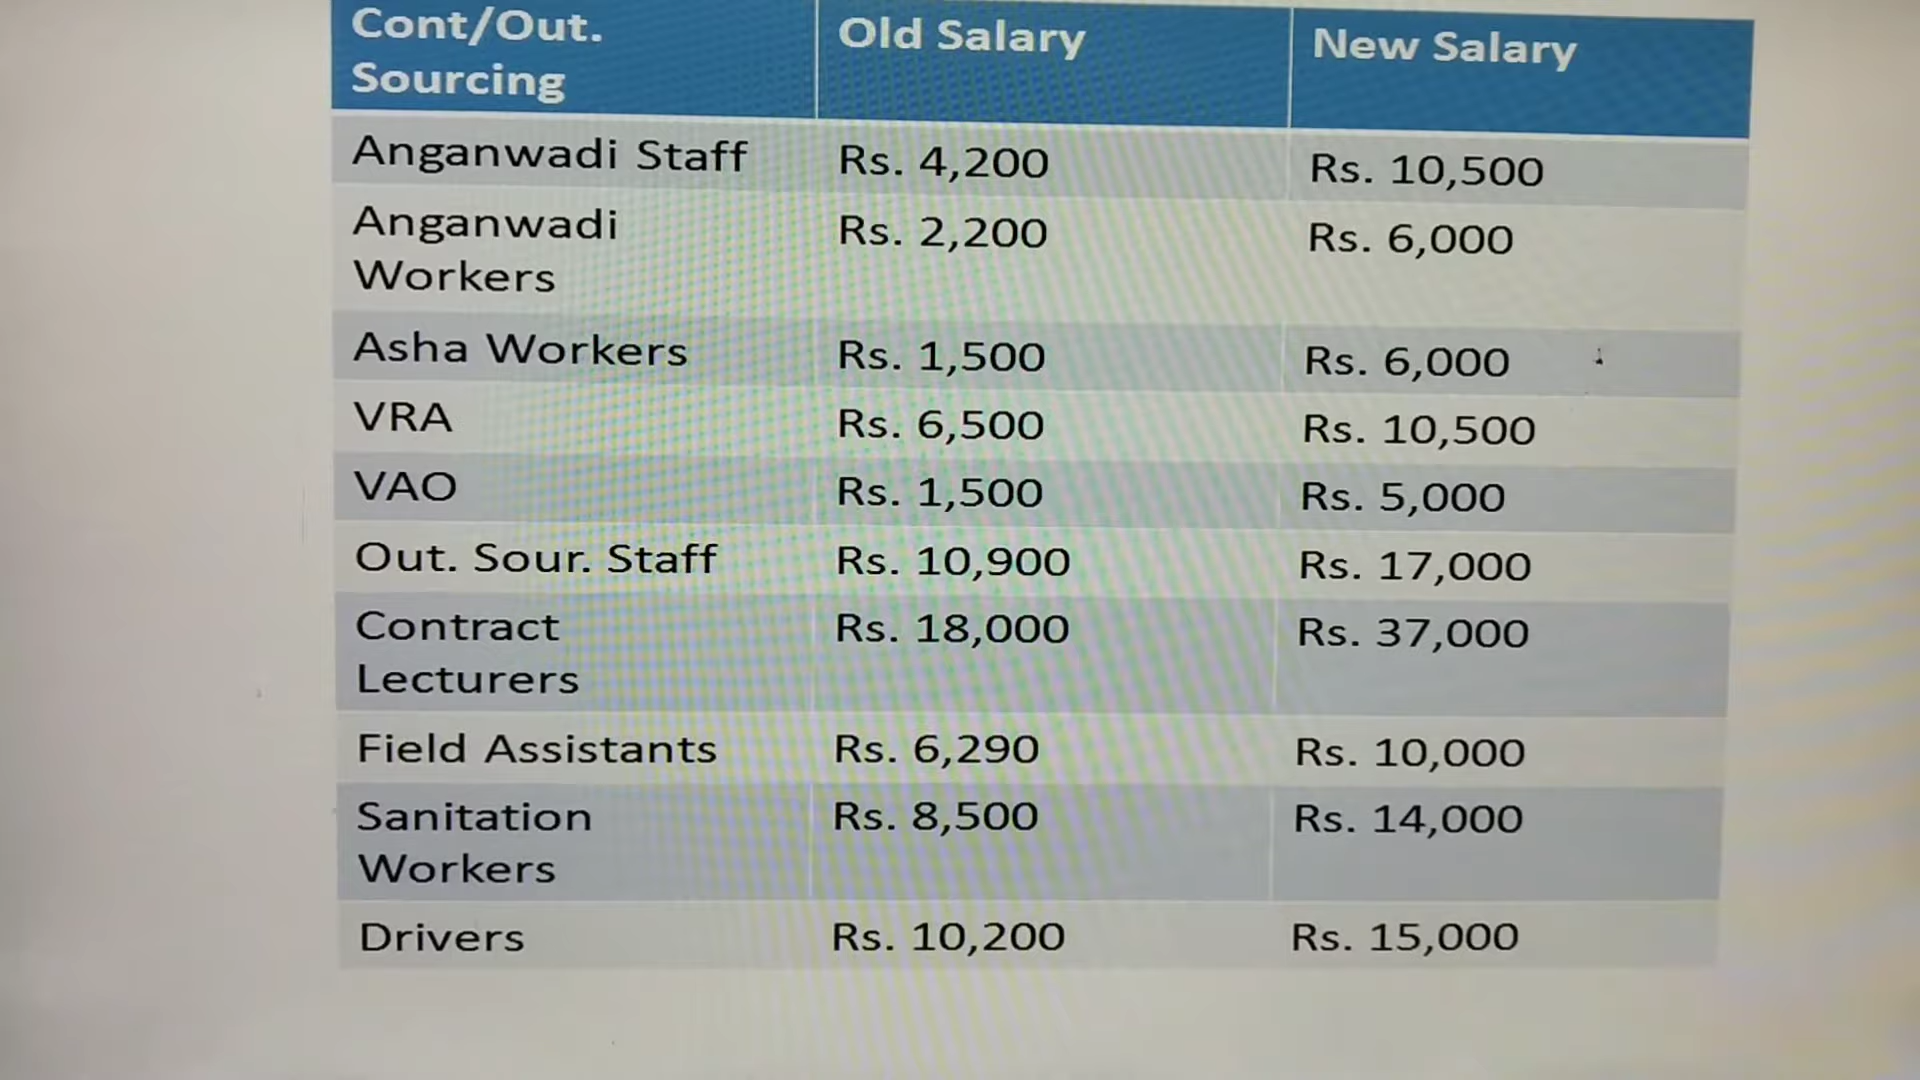 Cont/Out. Sourcing Old Salary New Salary
Anganwadi Staff Rs. 4,200 Rs. 10,500
Anganwadi Workers Rs. 2,200 Rs. 6,000
Asha Workers Rs. 1,500 Rs. 6,000
VRA Rs. 6,500 Rs. 10,500
VAO Rs. 1,500 Rs. 5,000
Out. Sour. Staff Rs. 10,900 Rs. 17,000
Contract Lecturers Rs. 18,000 Rs. 37,000
Field Assistants Rs. 6,290 Rs. 10,000
Sanitation Workers Rs. 8,500 Rs. 14,000
Drivers Rs. 10,200 Rs. 15,000